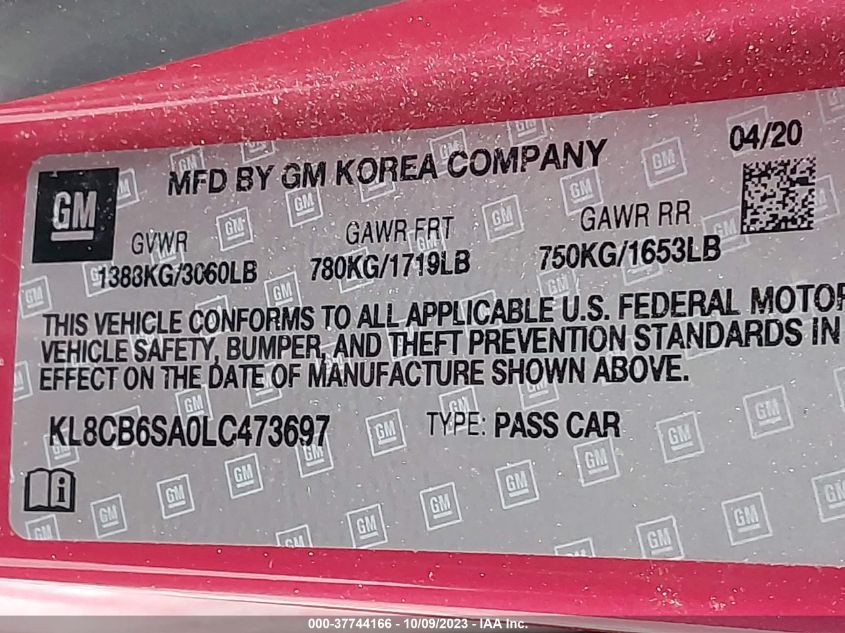 GM
MFD BY GM KOREA COMPANY
04/20
GVWR
GAWR FRT
GAWR RR
1388KG/3060LB
780KG/1719LB
750KG/1653LB
THIS VEHICLE CONFORMS TO ALL APPLICABLE U.S. FEDERAL MOTOR
VEHICLE SAFETY, BUMPER, AND THEFT PREVENTION STANDARDS IN
EFFECT ON THE DATE OF MANUFACTURE SHOWN ABOVE.
KL8CB6SA0LC473697
TYPE: PASS CAR
000-37744166 - 10/09/2023 - IAA Inc.